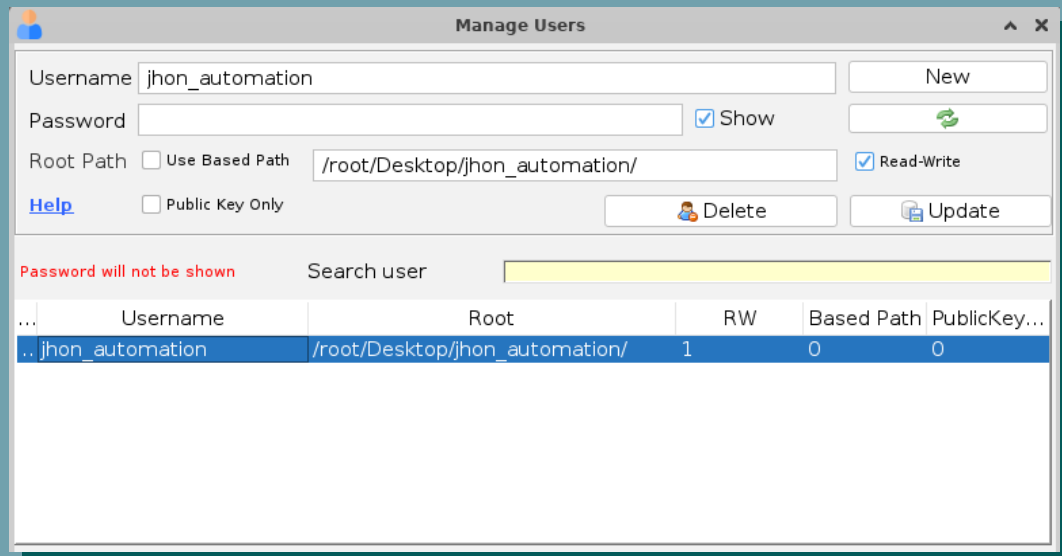 Manage Users
Username jhon_automation New
Password Show
Root Path Use Based Path /root/Desktop/jhon_automation/ Read-Write
Help Public Key Only Delete Update
Password will not be shown Search user
... Username Root RW Based Path PublicKey...
.. jhon_automation /root/Desktop/jhon_automation/ 1 0 0